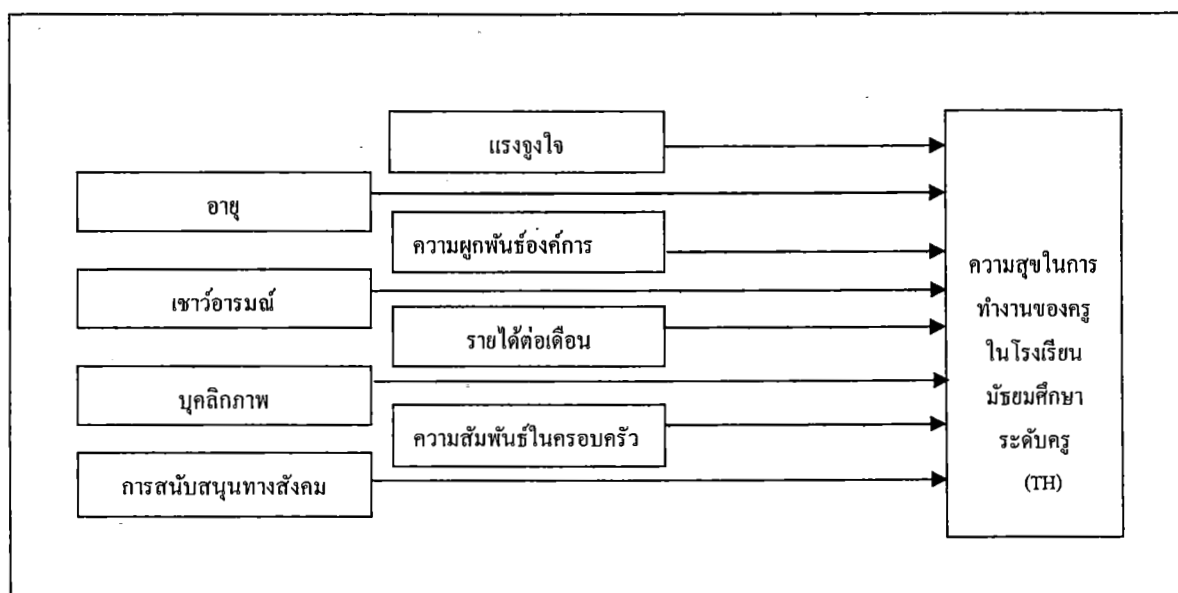 แรงจูงใจ
อายุ
ความผูกพันธ์องค์การ
เชาว์อารมณ์
รายได้ต่อเดือน
บุคลิกภาพ
ความสัมพันธ์ในครอบครัว
การสนับสนุนทางสังคม
ความสุขในการ
ทำงานของครู
ในโรงเรียน
มัธยมศึกษา
ระดับครู
(TH)